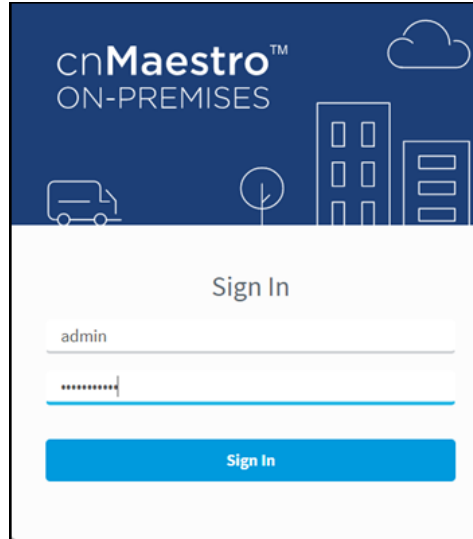 cnMaestro™
ON-PREMISES
Sign In
admin
•••••••••••
Sign In